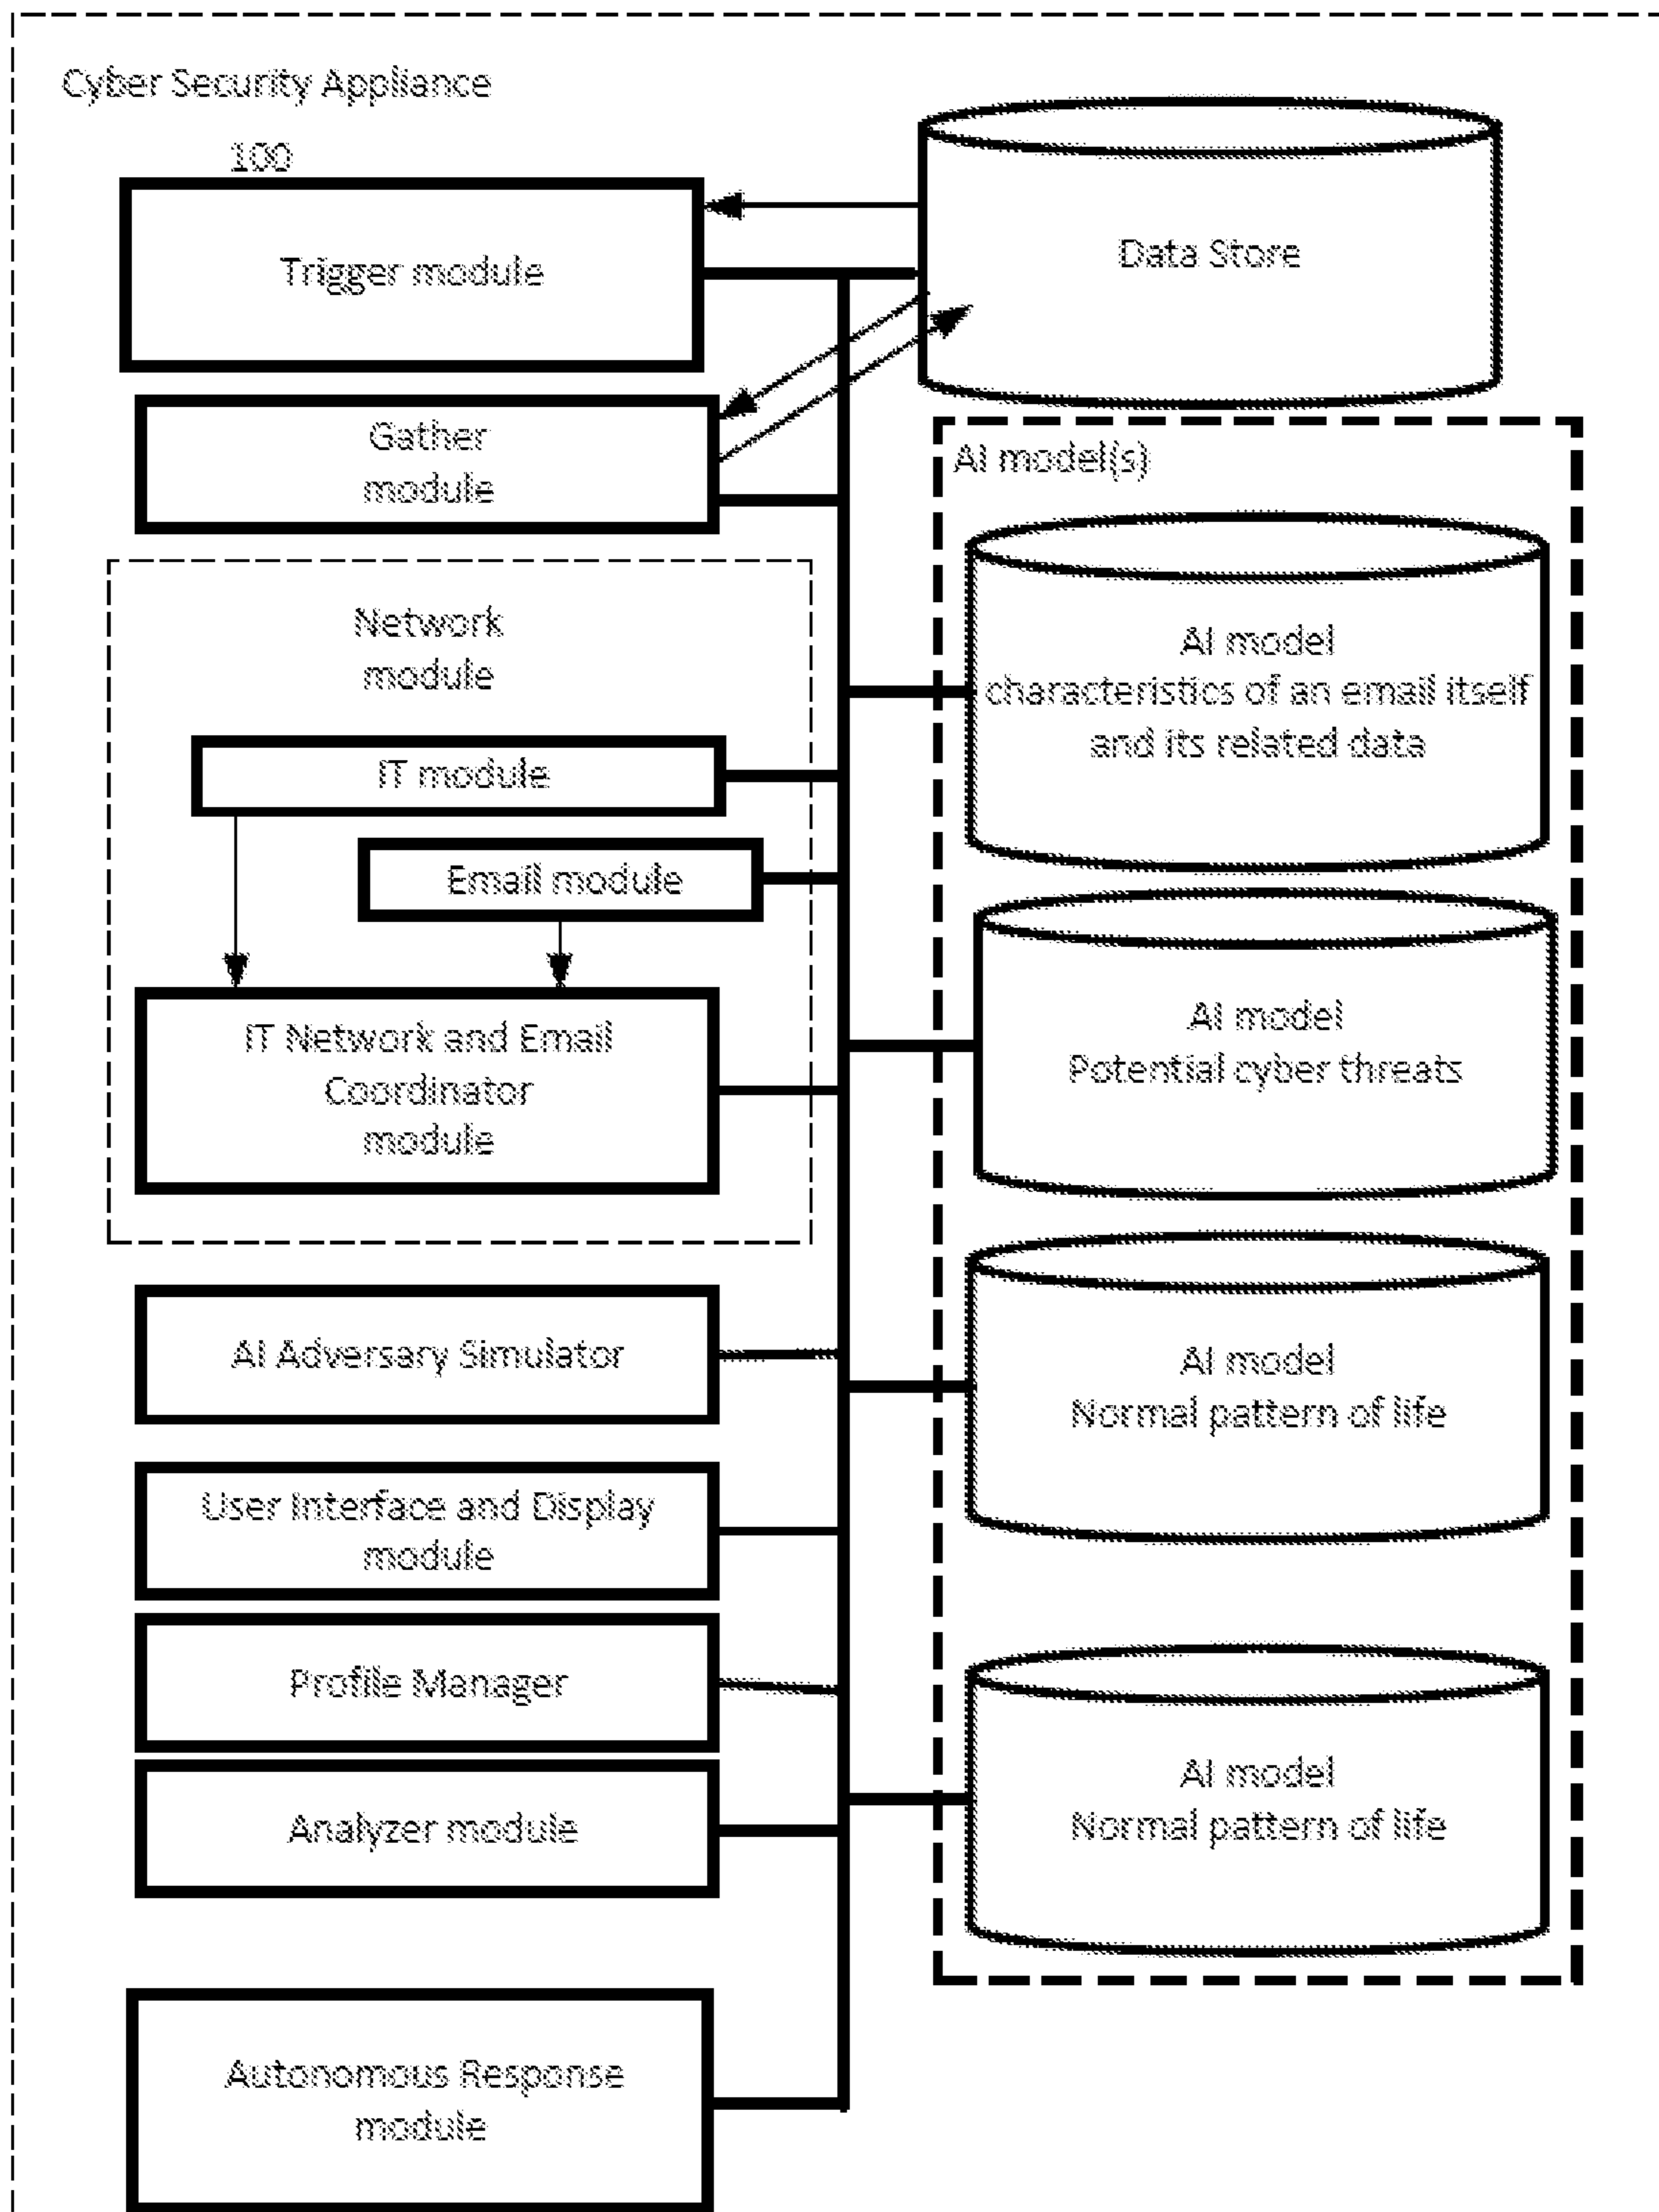 Cyber Security Appliance
100
Trigger module
Data Store
Gather
module
AI model(s)
Network
module
AI model
characteristics of an email itself
and its related data
IT module
Email module
IT Network and Email
Coordinator
module
AI model
Potential cyber threats
AI Adversary Simulator
AI model
Normal pattern of life
User Interface and Display
module
Profile Manager
Analyzer module
AI model
Normal pattern of life
Autonomous Response
module